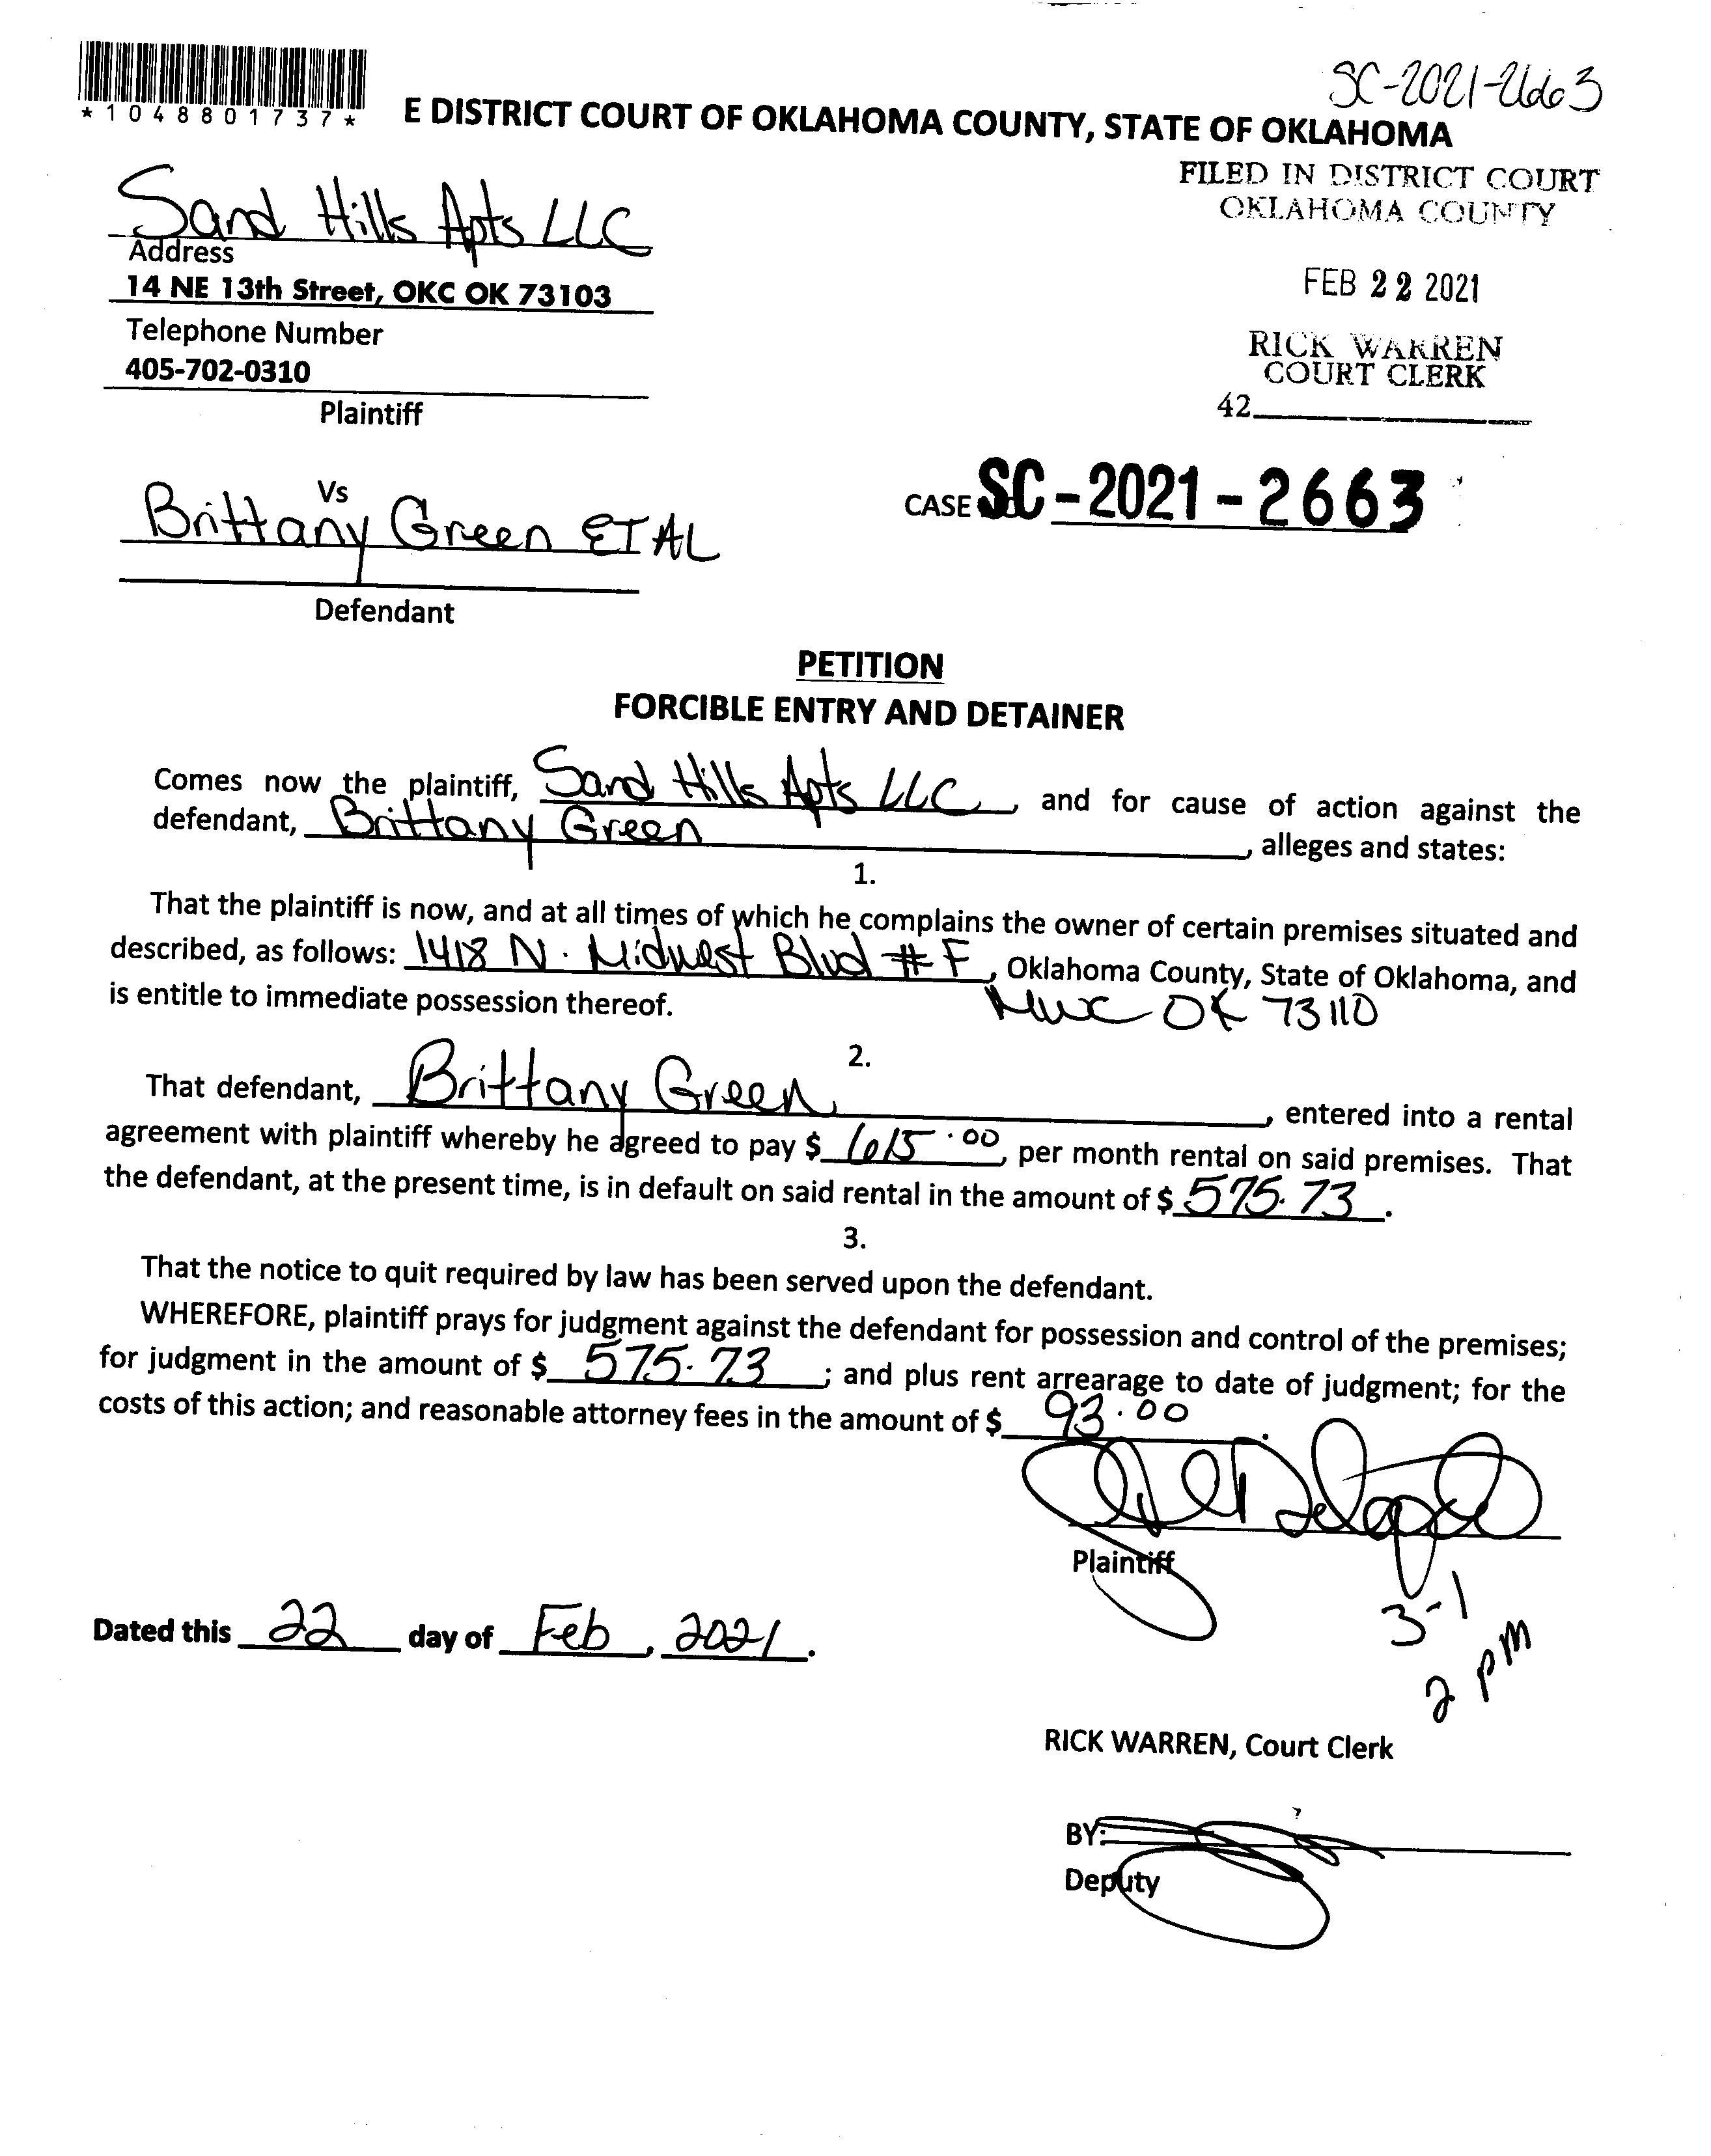 SC-2021-2663
*1048801737*
E DISTRICT COURT OF OKLAHOMA COUNTY, STATE OF OKLAHOMA
FILED IN DISTRICT COURT
OKLAHOMA COUNTY
FEB 22 2021
RICK WARREN
COURT CLERK
42
Sand Hills Apts LLC
Address
14 NE 13th Street, OKC OK 73103
Telephone Number
405-702-0310
Plaintiff
Vs
Brittany Green ET AL
Defendant
CASE SC-2021-2663
PETITION
FORCIBLE ENTRY AND DETAINER
Comes now the plaintiff, Sand Hills Apts LLC, and for cause of action against the
defendant, Brittany Green, alleges and states:
1.
That the plaintiff is now, and at all times of which he complains the owner of certain premises situated and
described, as follows: 1418 N. Midwest Blvd #F, Oklahoma County, State of Oklahoma, and
is entitle to immediate possession thereof. MWC OK 73110
2.
That defendant, Brittany Green, entered into a rental
agreement with plaintiff whereby he agreed to pay $ 615.00, per month rental on said premises. That
the defendant, at the present time, is in default on said rental in the amount of $ 575.73.
3.
That the notice to quit required by law has been served upon the defendant.
WHEREFORE, plaintiff prays for judgment against the defendant for possession and control of the premises;
for judgment in the amount of $ 575.73; and plus rent arrearage to date of judgment; for the
costs of this action; and reasonable attorney fees in the amount of $ 93.00.
Plaintiff
3-1
2 pm
Dated this 22 day of Feb, 2021.
RICK WARREN, Court Clerk
BY:
Deputy